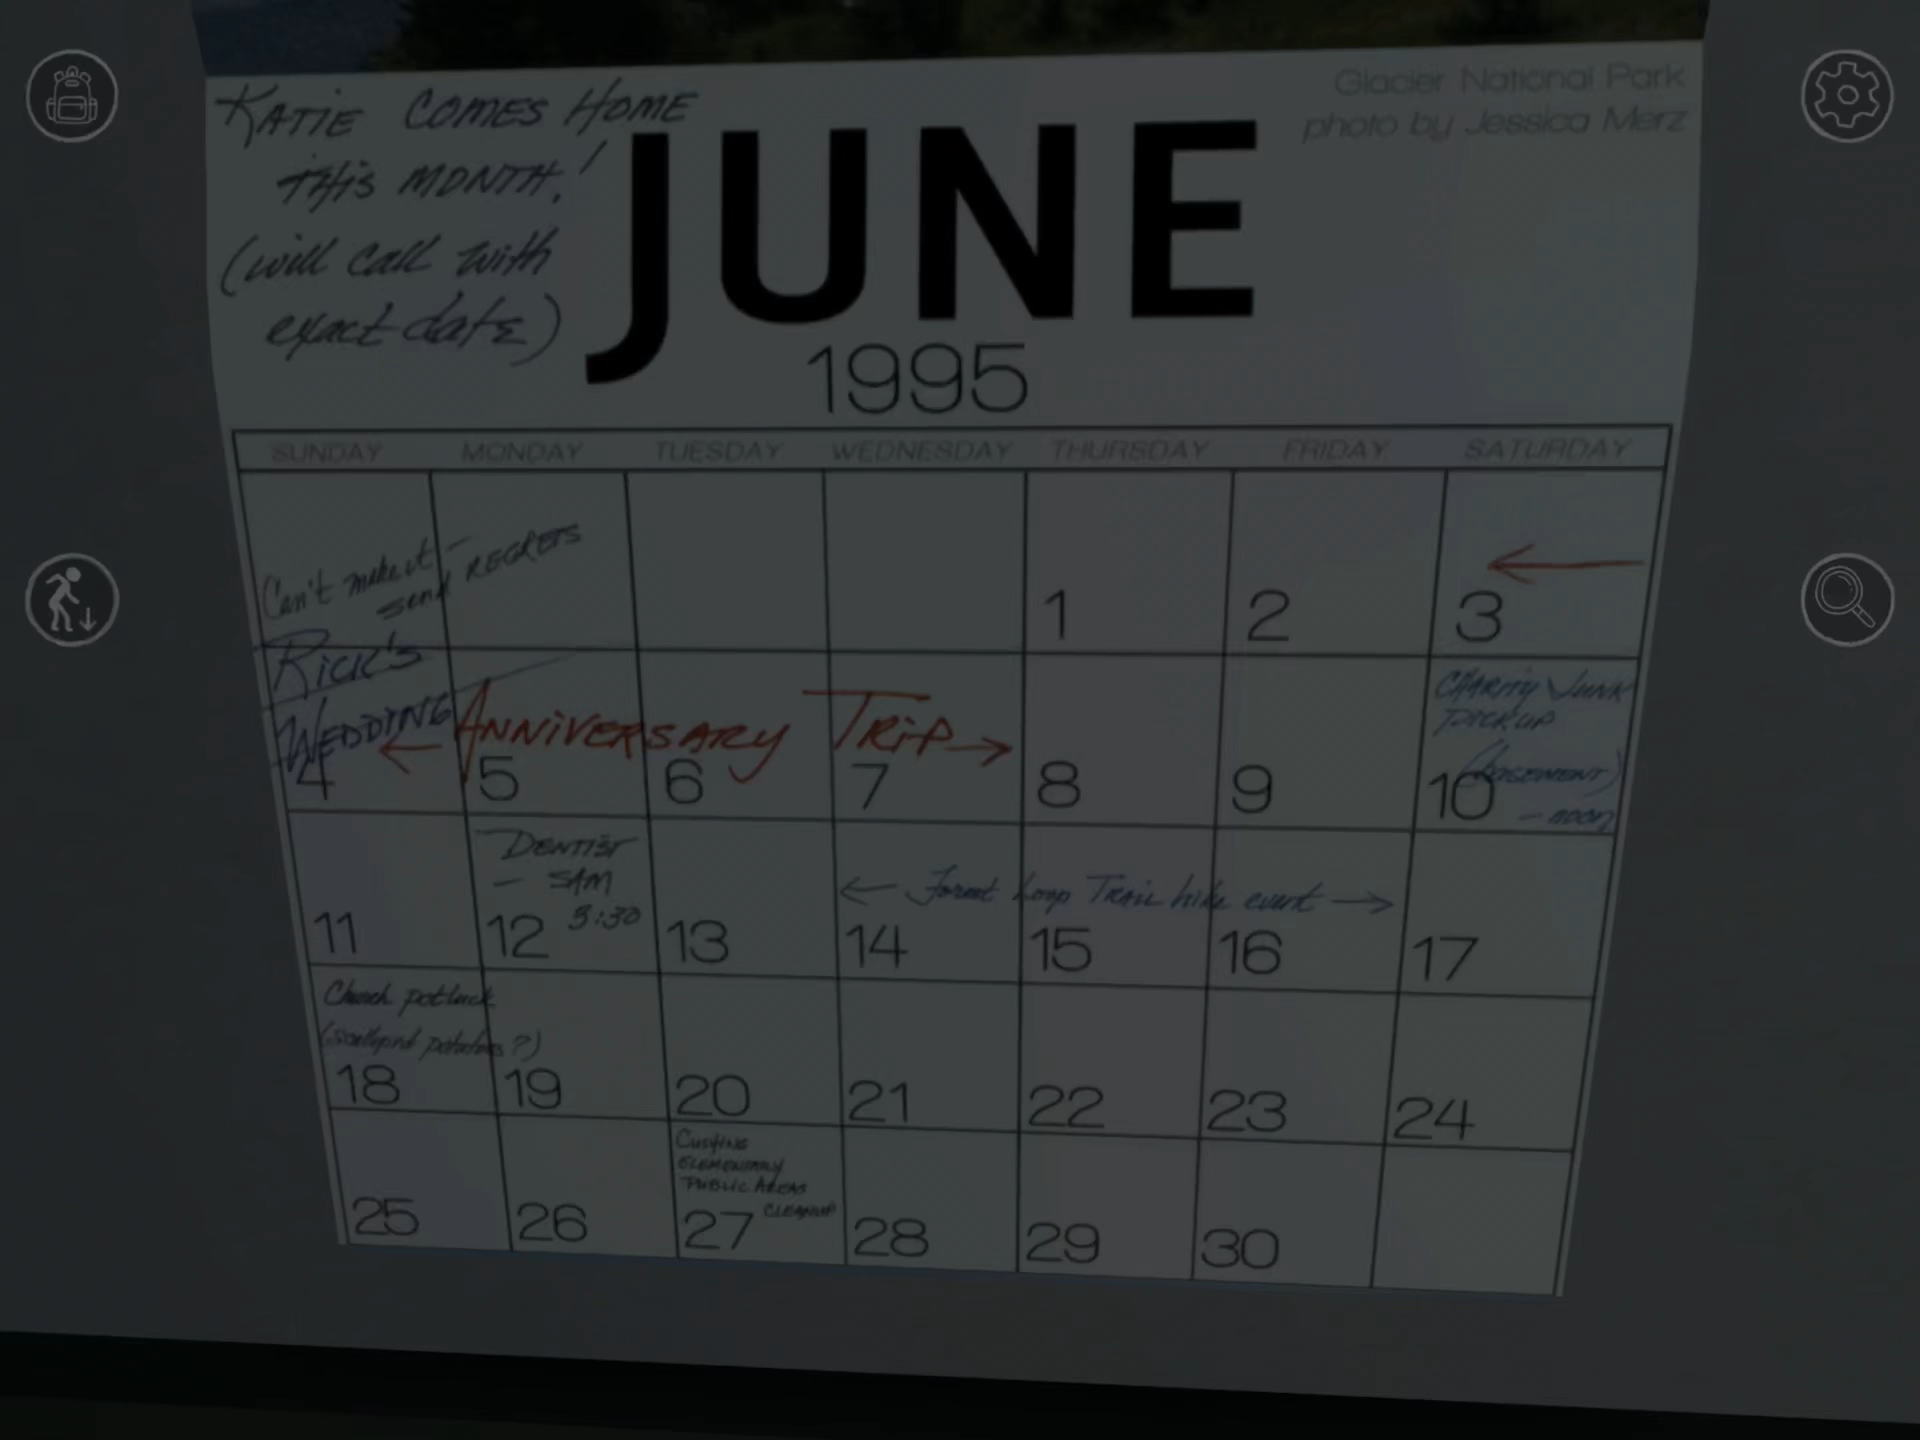 KATIE COMES HOME
THIS MONTH!
(will call with
exact date)
Glacier National Park
photo by Jessica Merz
JUNE
1995
SUNDAY MONDAY TUESDAY WEDNESDAY THURSDAY FRIDAY SATURDAY
Can't make it -
send REGRETS
1 2 3
RICK'S
WEDDING
ANNIVERSARY TRIP
CHARITY JUNK
PICKUP
(BASEMENT)
- noon
4 5 6 7 8 9 10
DENTIST
- SAM
3:30
Forest Loop TRAIL hike event
11 12 13 14 15 16 17
Church potluck
(scalloped potatoes?)
18 19 20 21 22 23 24
CUSHING
ELEMENTARY
PUBLIC AREAS
CLEANUP
25 26 27 28 29 30